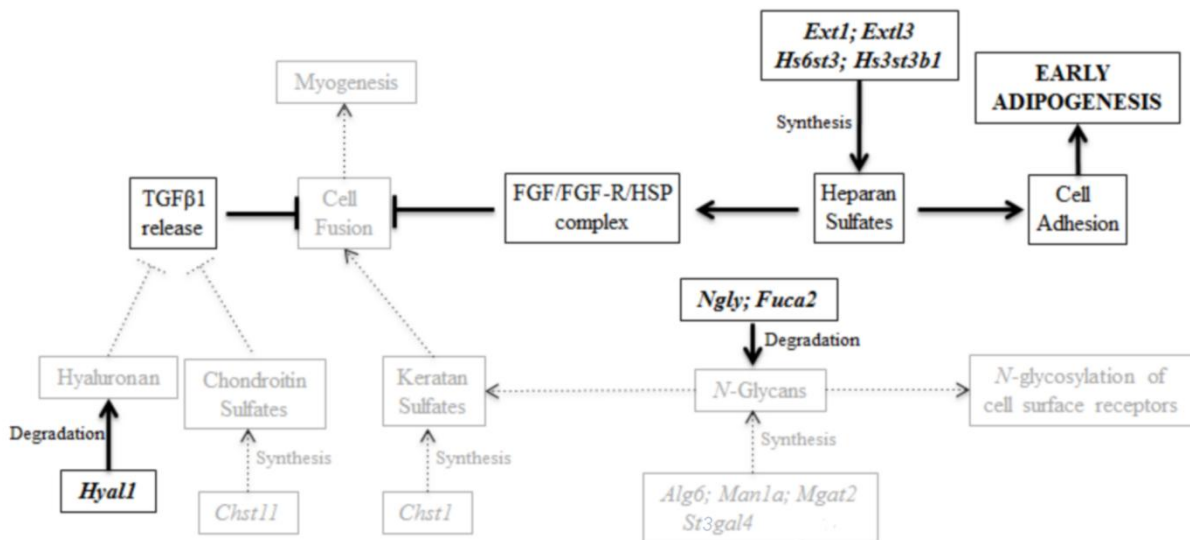 Ext1; Extl3
Hs6st3; Hs3st3b1
EARLY
ADIPOGENESIS
Myogenesis
Synthesis
TGFβ1
release
Cell
Fusion
FGF/FGF-R/HSP
complex
Heparan
Sulfates
Cell
Adhesion
Ngly; Fuca2
Degradation
Hyaluronan
Chondroitin
Sulfates
Keratan
Sulfates
N-Glycans
N-glycosylation of
cell surface receptors
Degradation
Synthesis
Synthesis
Synthesis
Hyal1
Chst11
Chst1
Alg6; Man1a; Mgat2
St3gal4